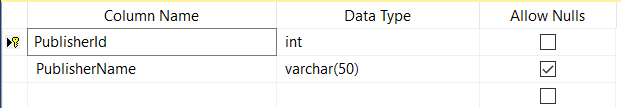 Column Name Data Type Allow Nulls
PublisherId int
PublisherName varchar(50)